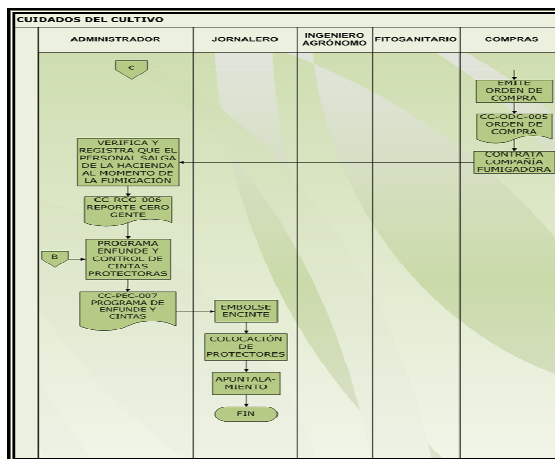 CUIDADOS DEL CULTIVO
ADMINISTRADOR
JORNALERO
INGENIERO
AGRÓNOMO
FITOSANITARIO
COMPRAS
C
EMITE
ORDEN DE
COMPRA
CC-ODC-005
ORDEN DE
COMPRA
CONTRATA
COMPAÑÍA
FUMIGADORA
VERIFICA Y
REGISTRA QUE EL
PERSONAL SALGA
DE LA HACIENDA
AL MOMENTO DE
LA FUMIGACIÓN
CC-RCG-006
REPORTE CERO
GENTE
B
PROGRAMA
ENFUNDE Y
CONTROL DE
CINTAS
PROTECTORAS
CC-PEC-007
PROGRAMA DE
ENFUNDE Y
CINTAS
EMBOLSE
ENCINTE
COLOCACIÓN
DE
PROTECTORES
APUNTALA-
MIENTO
FIN